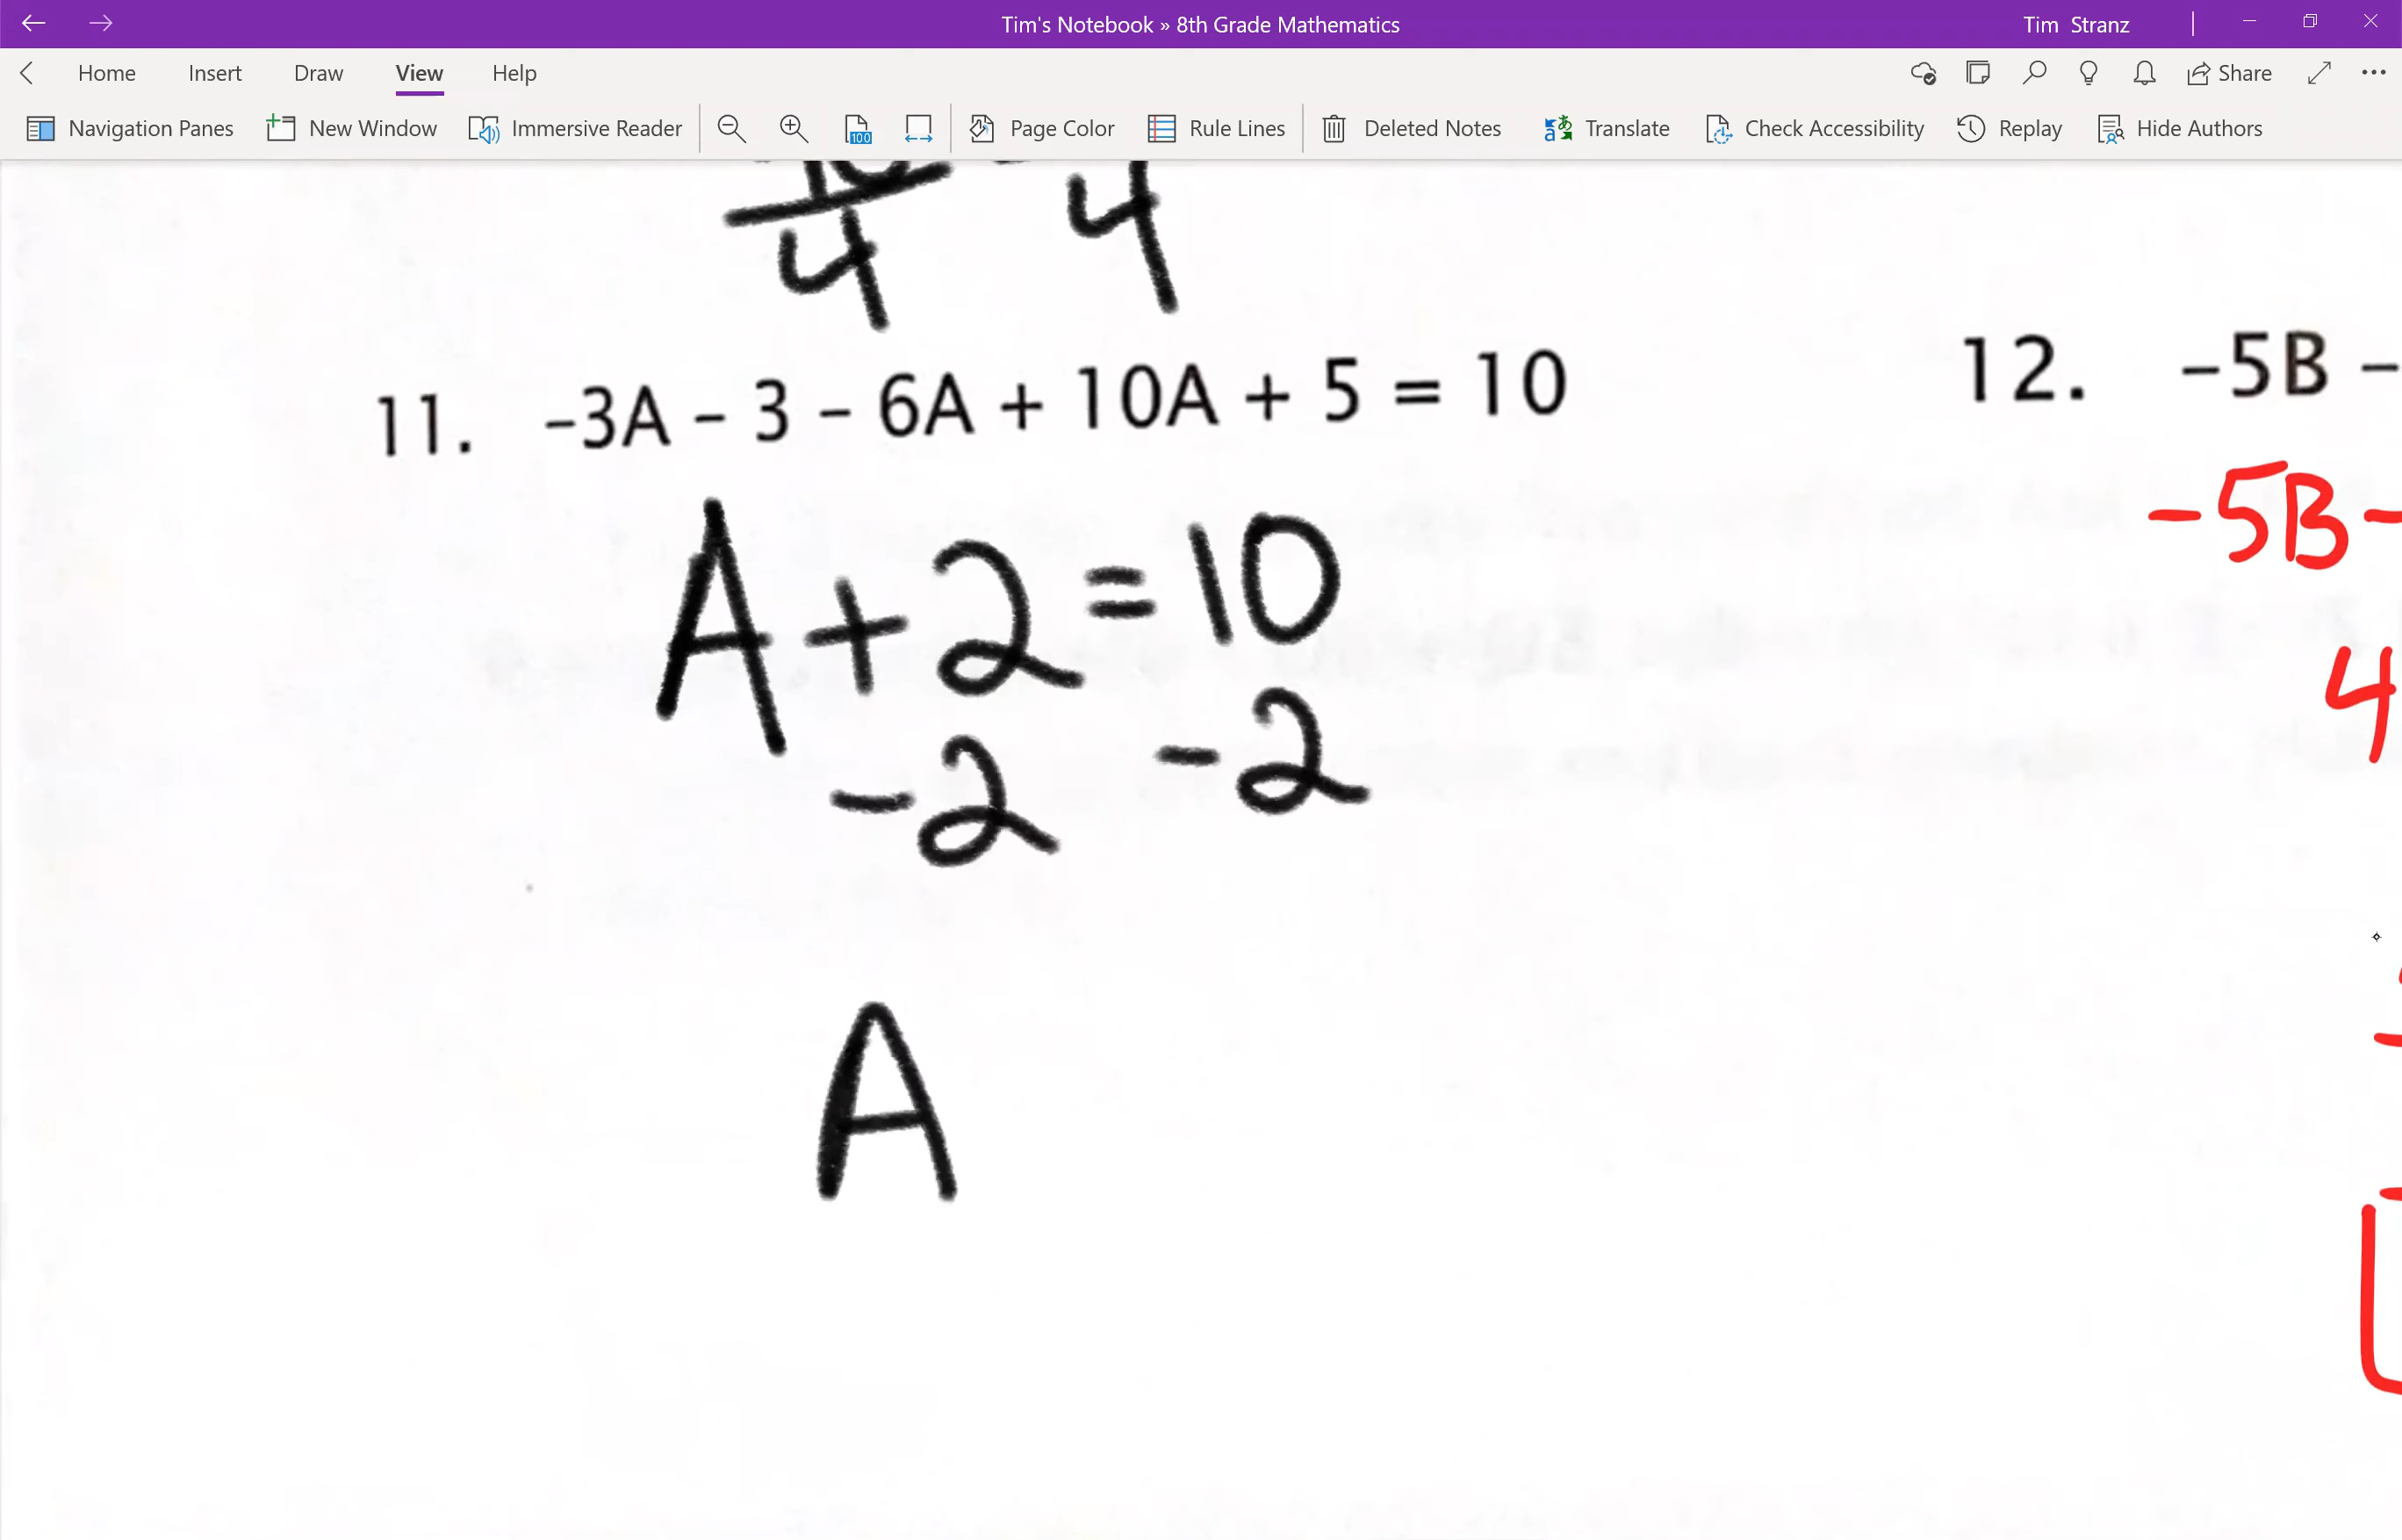 Tim's Notebook » 8th Grade Mathematics
Tim Stranz
Home Insert Draw View Help
Share
Navigation Panes New Window Immersive Reader 100 Page Color Rule Lines Deleted Notes Translate Check Accessibility Replay Hide Authors
4 4
11. -3A - 3 - 6A + 10A + 5 = 10
A + 2 = 10
-2 -2
A
12. -5B -
-5B -
4